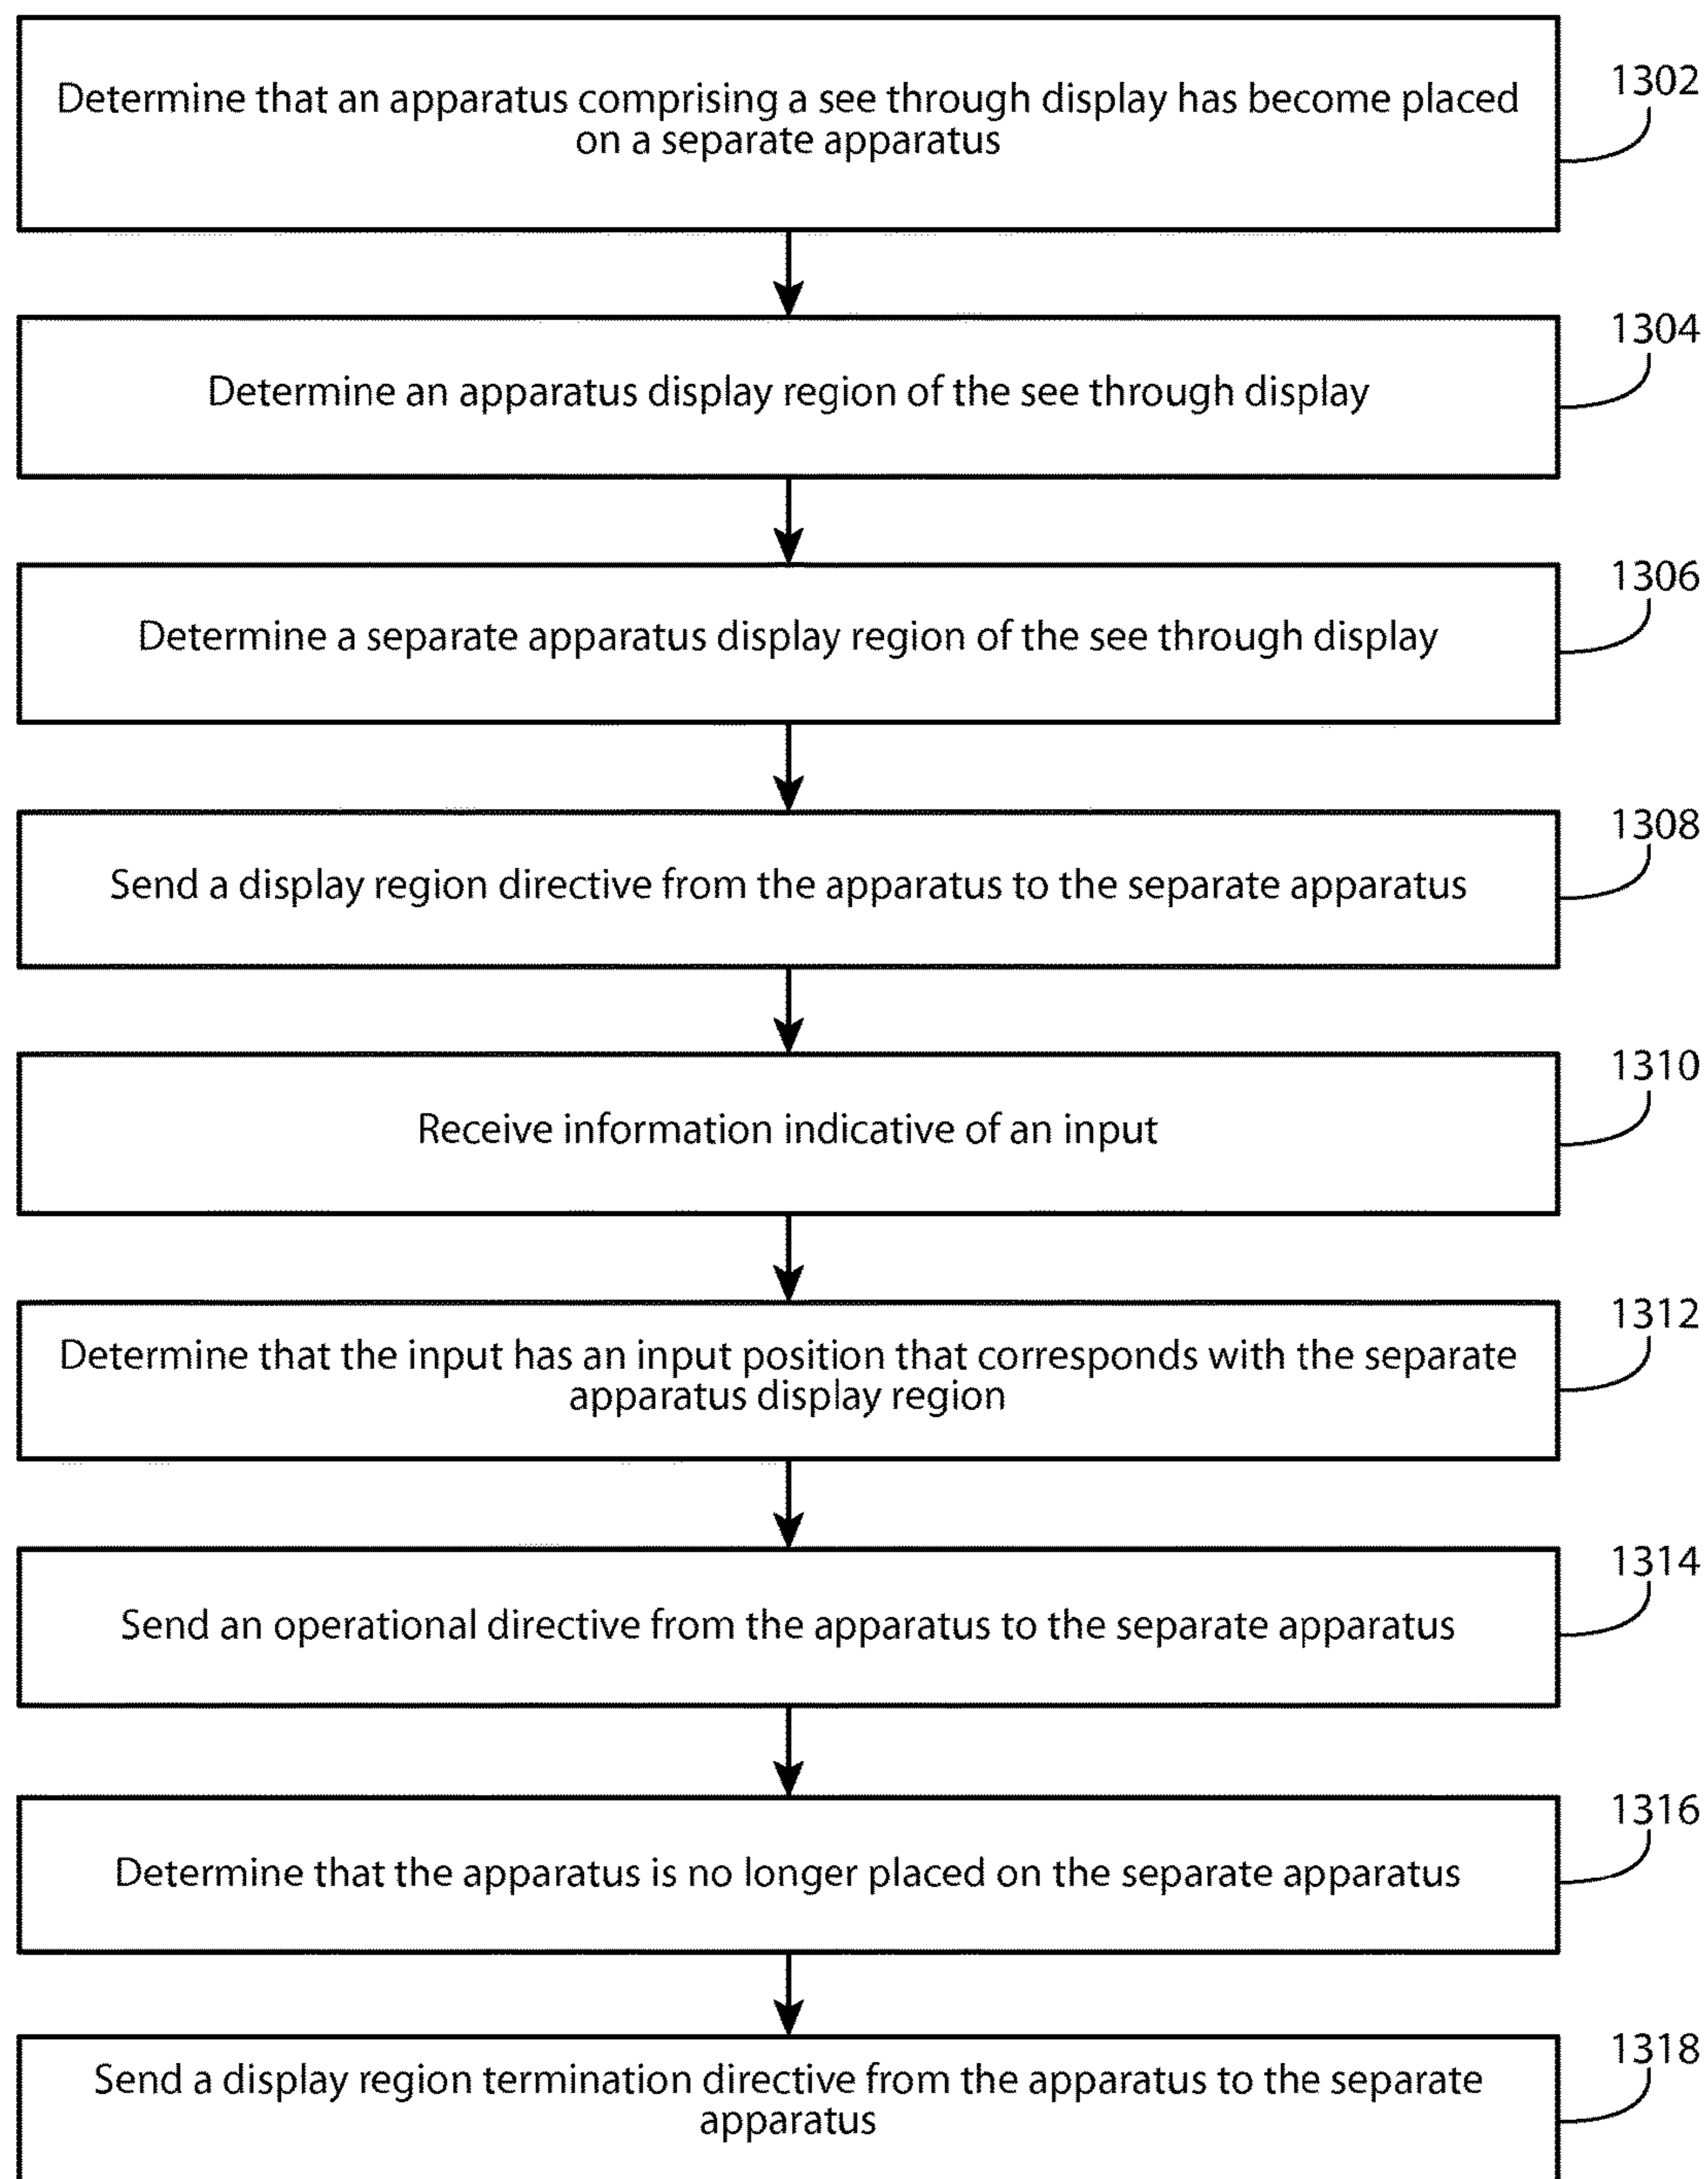 Determine that an apparatus comprising a see through display has become placed
on a separate apparatus
1302
Determine an apparatus display region of the see through display
1304
Determine a separate apparatus display region of the see through display
1306
Send a display region directive from the apparatus to the separate apparatus
1308
Receive information indicative of an input
1310
Determine that the input has an input position that corresponds with the separate
apparatus display region
1312
Send an operational directive from the apparatus to the separate apparatus
1314
Determine that the apparatus is no longer placed on the separate apparatus
1316
Send a display region termination directive from the apparatus to the separate
apparatus
1318